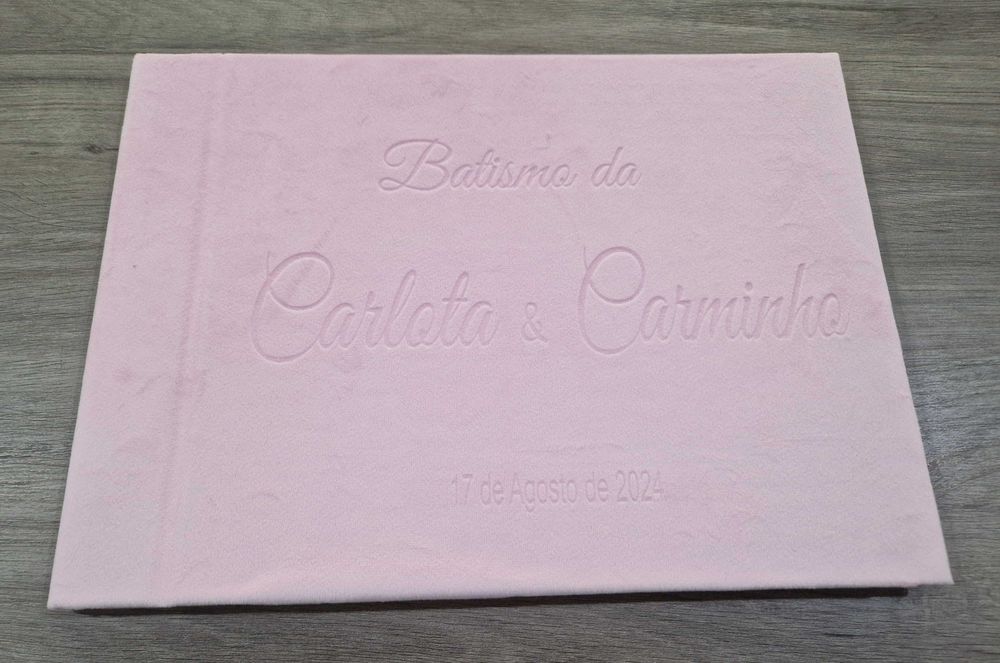 Batismo da
Carlota & Carminho
17 de Agosto de 2024